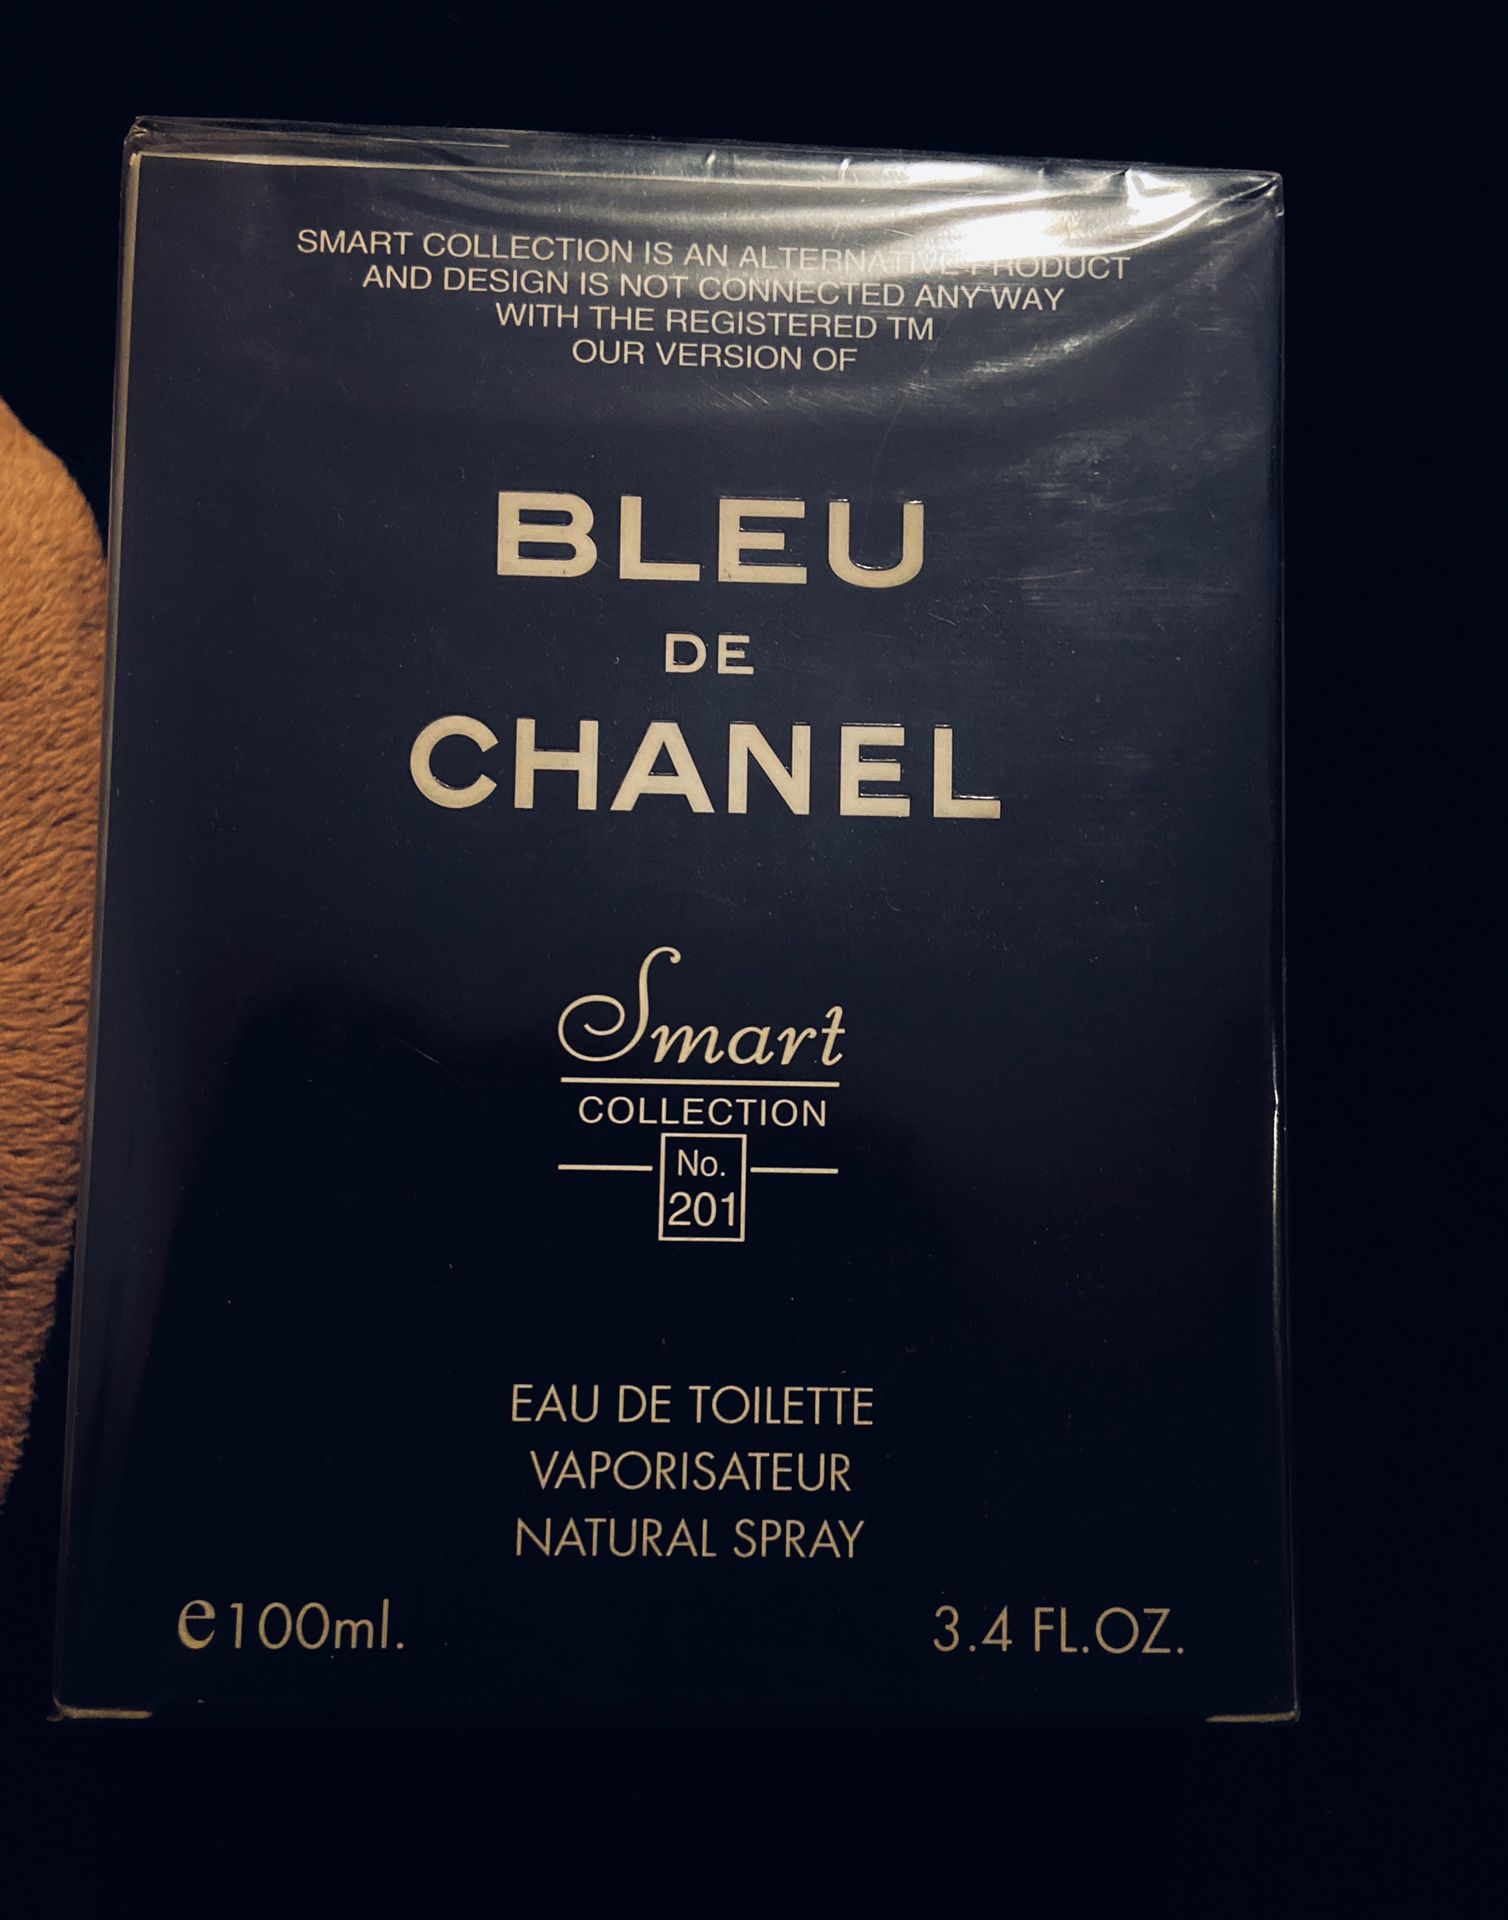 SMART COLLECTION IS AN ALTERNATIVE PRODUCT
AND DESIGN IS NOT CONNECTED ANY WAY
WITH THE REGISTERED TM
OUR VERSION OF
BLEU
DE
CHANEL
Smart
COLLECTION
No.
201
EAU DE TOILETTE
VAPORISATEUR
NATURAL SPRAY
e100ml. 3.4 FL.OZ.